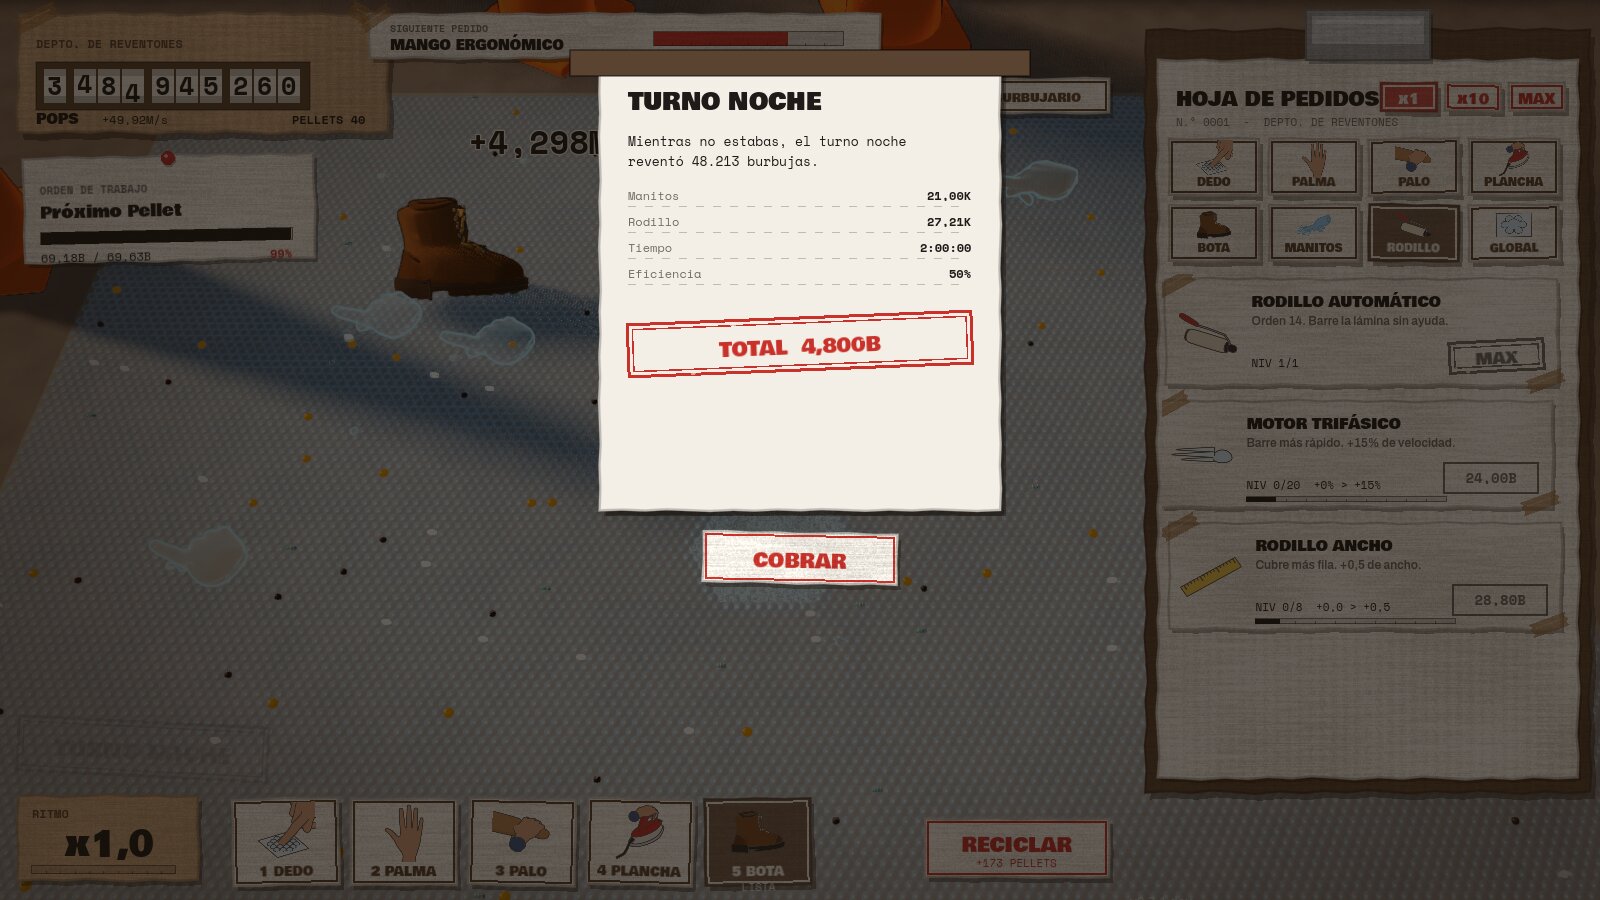 DEPTO. DE REVENTONES
3 484 945 260
POPS +49,92M/s PELLETS 40
SIGUIENTE PEDIDO
MANGO ERGONÓMICO
ORDEN DE TRABAJO
Próximo Pellet
69,18B / 69,63B 99%
+4,298
TURNO NOCHE
Mientras no estabas, el turno noche
reventó 48.213 burbujas.
Manitos 21,00K
Rodillo 27,21K
Tiempo 2:00:00
Eficiencia 50%
TOTAL 4,800B
COBRAR
URBUJARIO
HOJA DE PEDIDOS x1 x10 MAX
N.° 0001 - DEPTO. DE REVENTONES
DEDO PALMA PALO PLANCHA
BOTA MANITOS RODILLO GLOBAL
RODILLO AUTOMÁTICO
Orden 14. Barre la lámina sin ayuda.
NIV 1/1 MAX
MOTOR TRIFÁSICO
Barre más rápido. +15% de velocidad.
NIV 0/20 +0% > +15% 24,00B
RODILLO ANCHO
Cubre más fila. +0,5 de ancho.
NIV 0/8 +0,0 > +0,5 28,80B
RITMO
x1,0
1 DEDO 2 PALMA 3 PALO 4 PLANCHA 5 BOTA
LISTA
RECICLAR
+173 PELLETS